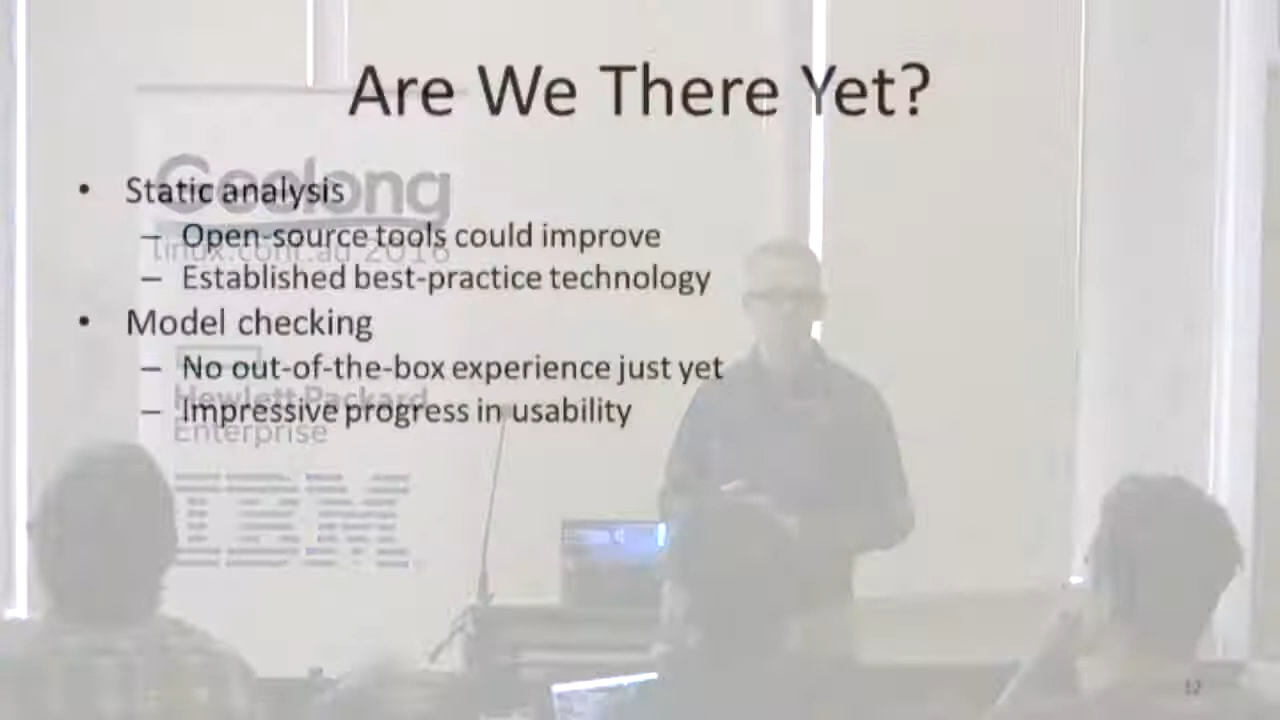 Are We There Yet?
• Static analysis
– Open-source tools could improve
– Established best-practice technology
• Model checking
– No out-of-the-box experience just yet
– Impressive progress in usability
Geelong
linux.conf.au 2016
Hewlett Packard
Enterprise
IBM
12